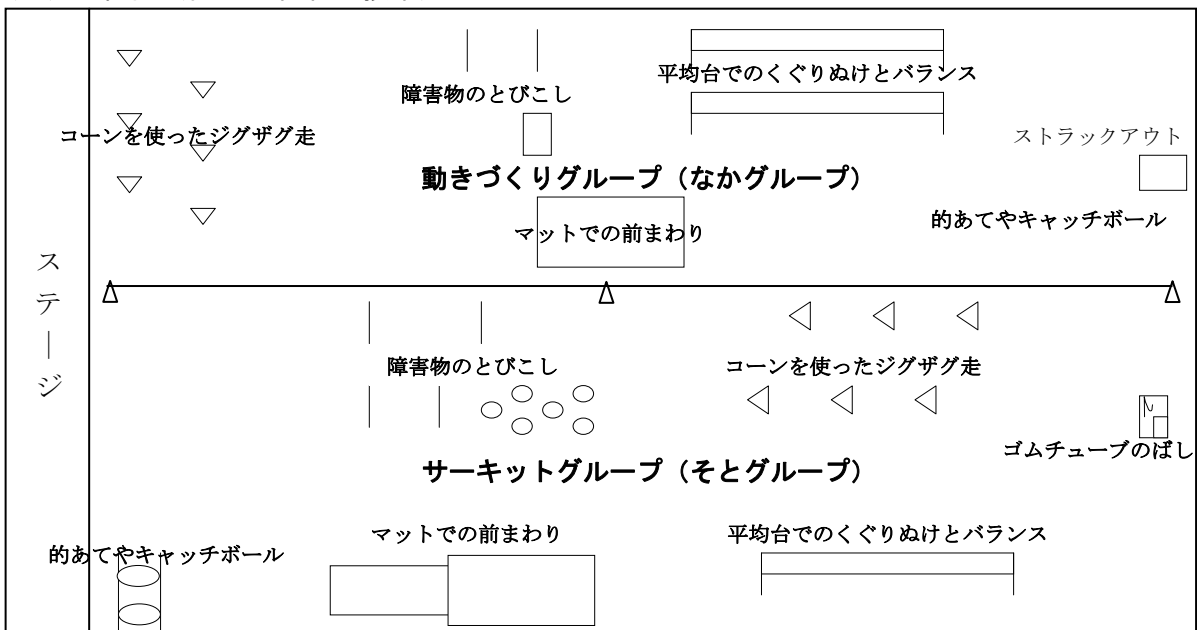 平均台でのくぐりぬけとバランス
障害物のとびこし
コーンを使ったジグザグ走
ストラックアウト
動きづくりグループ（なかグループ）
的あてやキャッチボール
マットでの前まわり
ステージ
障害物のとびこし
コーンを使ったジグザグ走
ゴムチューブのばし
サーキットグループ（そとグループ）
マットでの前まわり
平均台でのくぐりぬけとバランス
的あてやキャッチボール